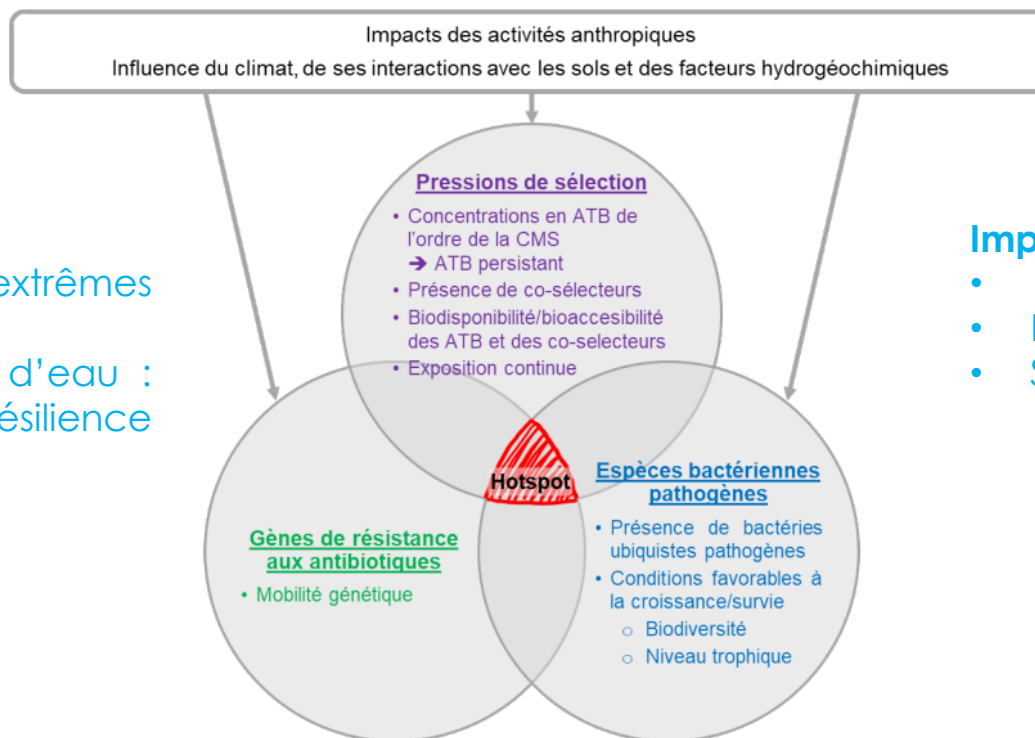 Impacts des activités anthropiques
Influence du climat, de ses interactions avec les sols et des facteurs hydrogéochimiques
extrêmes
d’eau :
ésilience
Pressions de sélection
• Concentrations en ATB de
l’ordre de la CMS
➔ ATB persistant
• Présence de co-sélecteurs
• Biodisponibilité/bioaccesibilité
des ATB et des co-selecteurs
• Exposition continue
Hotspot
Gènes de résistance
aux antibiotiques
• Mobilité génétique
Espèces bactériennes
pathogènes
• Présence de bactéries
ubiquistes pathogènes
• Conditions favorables à
la croissance/survie
o Biodiversité
o Niveau trophique
Imp
•
•
• S